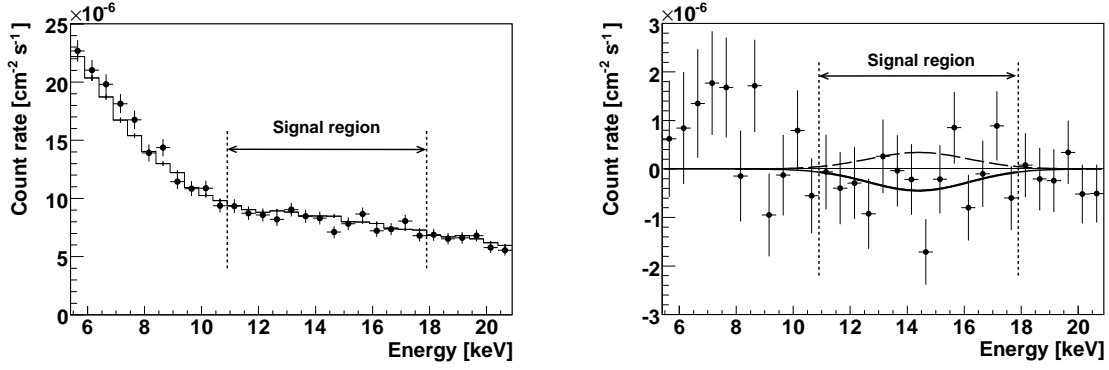 ×10⁻⁶
25
20
15
10
5
0
Count rate [cm⁻² s⁻¹]
Signal region
6 8 10 12 14 16 18 20
Energy [keV]
×10⁻⁶
3
2
1
0
-1
-2
-3
Count rate [cm⁻² s⁻¹]
Signal region
6 8 10 12 14 16 18 20
Energy [keV]